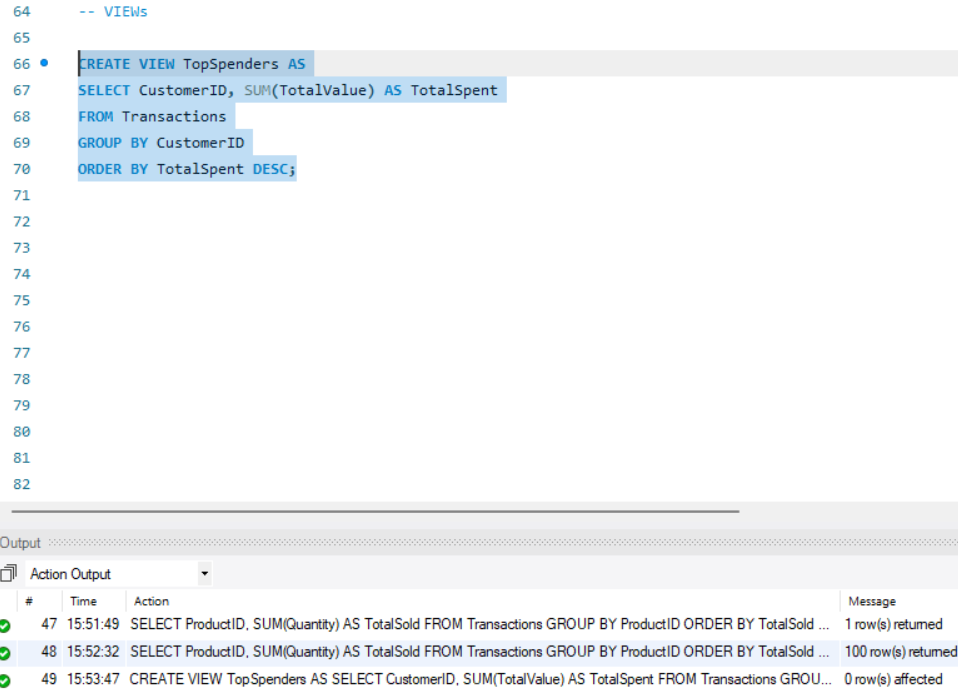 64 -- VIEWs
65
66 CREATE VIEW TopSpenders AS
67 SELECT CustomerID, SUM(TotalValue) AS TotalSpent
68 FROM Transactions
69 GROUP BY CustomerID
70 ORDER BY TotalSpent DESC;
71
72
73
74
75
76
77
78
79
80
81
82
Output
Action Output
# Time Action Message
47 15:51:49 SELECT ProductID, SUM(Quantity) AS TotalSold FROM Transactions GROUP BY ProductID ORDER BY TotalSold ... 1 row(s) returned
48 15:52:32 SELECT ProductID, SUM(Quantity) AS TotalSold FROM Transactions GROUP BY ProductID ORDER BY TotalSold ... 100 row(s) returned
49 15:53:47 CREATE VIEW TopSpenders AS SELECT CustomerID, SUM(TotalValue) AS TotalSpent FROM Transactions GROU... 0 row(s) affected